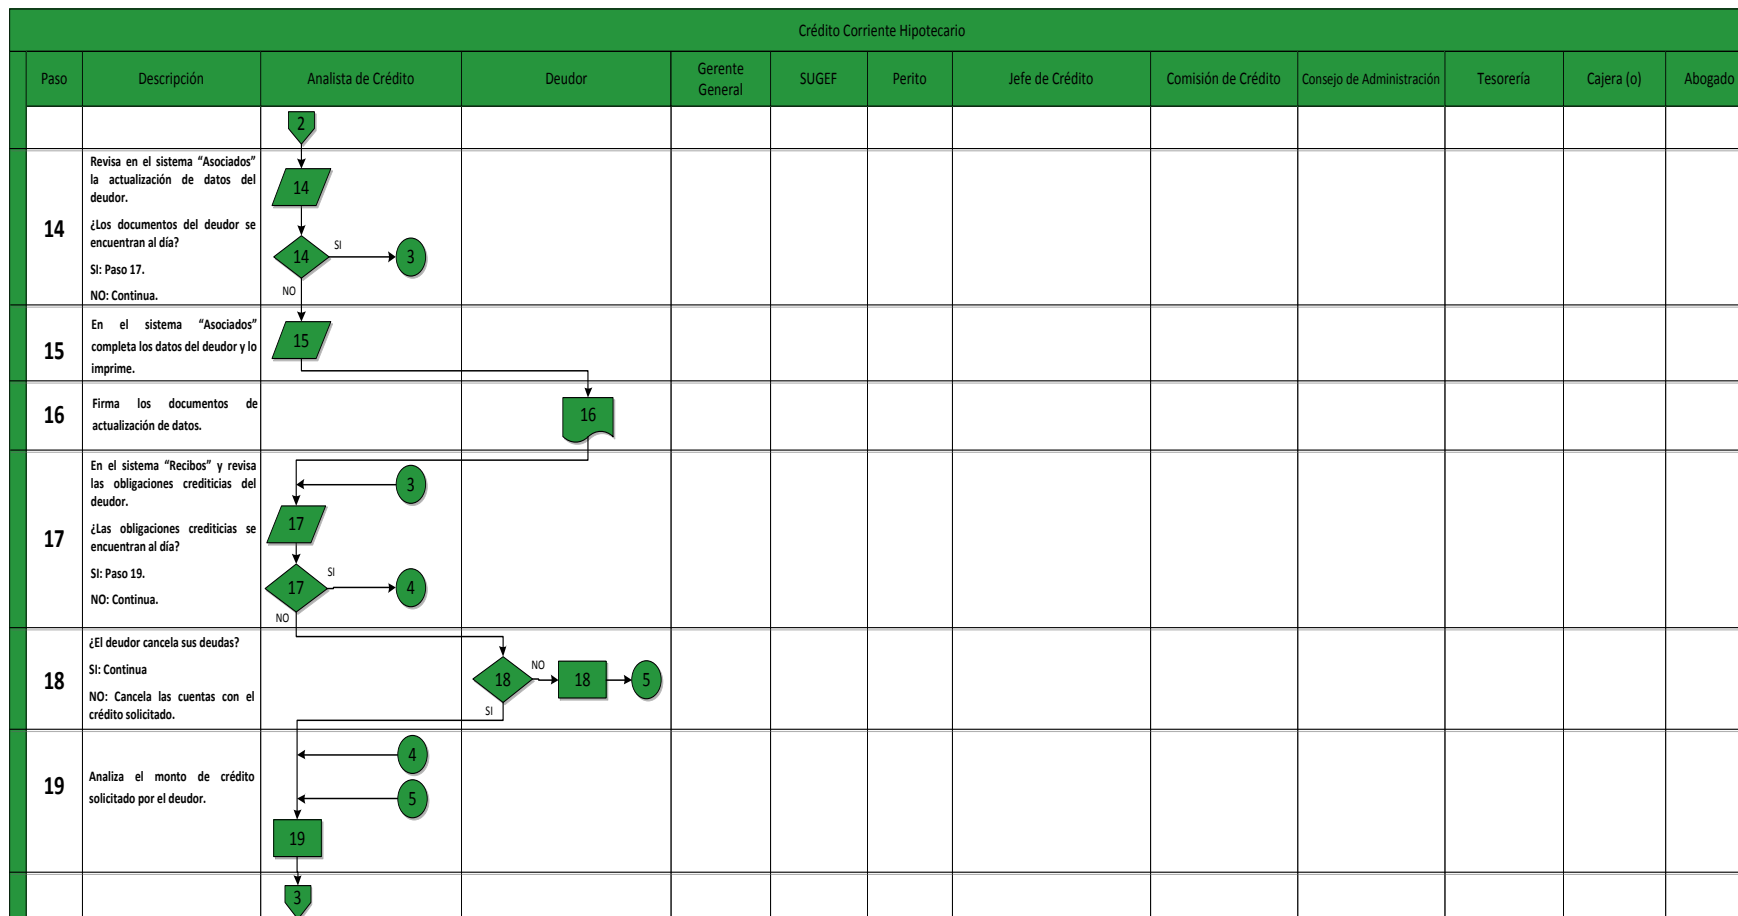 Crédito Corriente Hipotecario
Paso
Descripción
Analista de Crédito
Deudor
Gerente
General
SUGEF
Perito
Jefe de Crédito
Comisión de Crédito
Consejo de Administración
Tesorería
Cajera (o)
Abogado
2
14
Revisa en el sistema “Asociados”
la actualización de datos del
deudor.
¿Los documentos del deudor se
encuentran al día?
SI: Paso 17.
NO: Continua.
14
14
SI
3
NO
15
En el sistema “Asociados”
completa los datos del deudor y lo
imprime.
15
16
Firma los documentos de
actualización de datos.
16
17
En el sistema “Recibos” y revisa
las obligaciones crediticias del
deudor.
¿Las obligaciones crediticias se
encuentran al día?
SI: Paso 19.
NO: Continua.
3
17
17
SI
4
NO
18
¿El deudor cancela sus deudas?
SI: Continua
NO: Cancela las cuentas con el
crédito solicitado.
18
NO
18
5
SI
19
Analiza el monto de crédito
solicitado por el deudor.
4
5
19
3